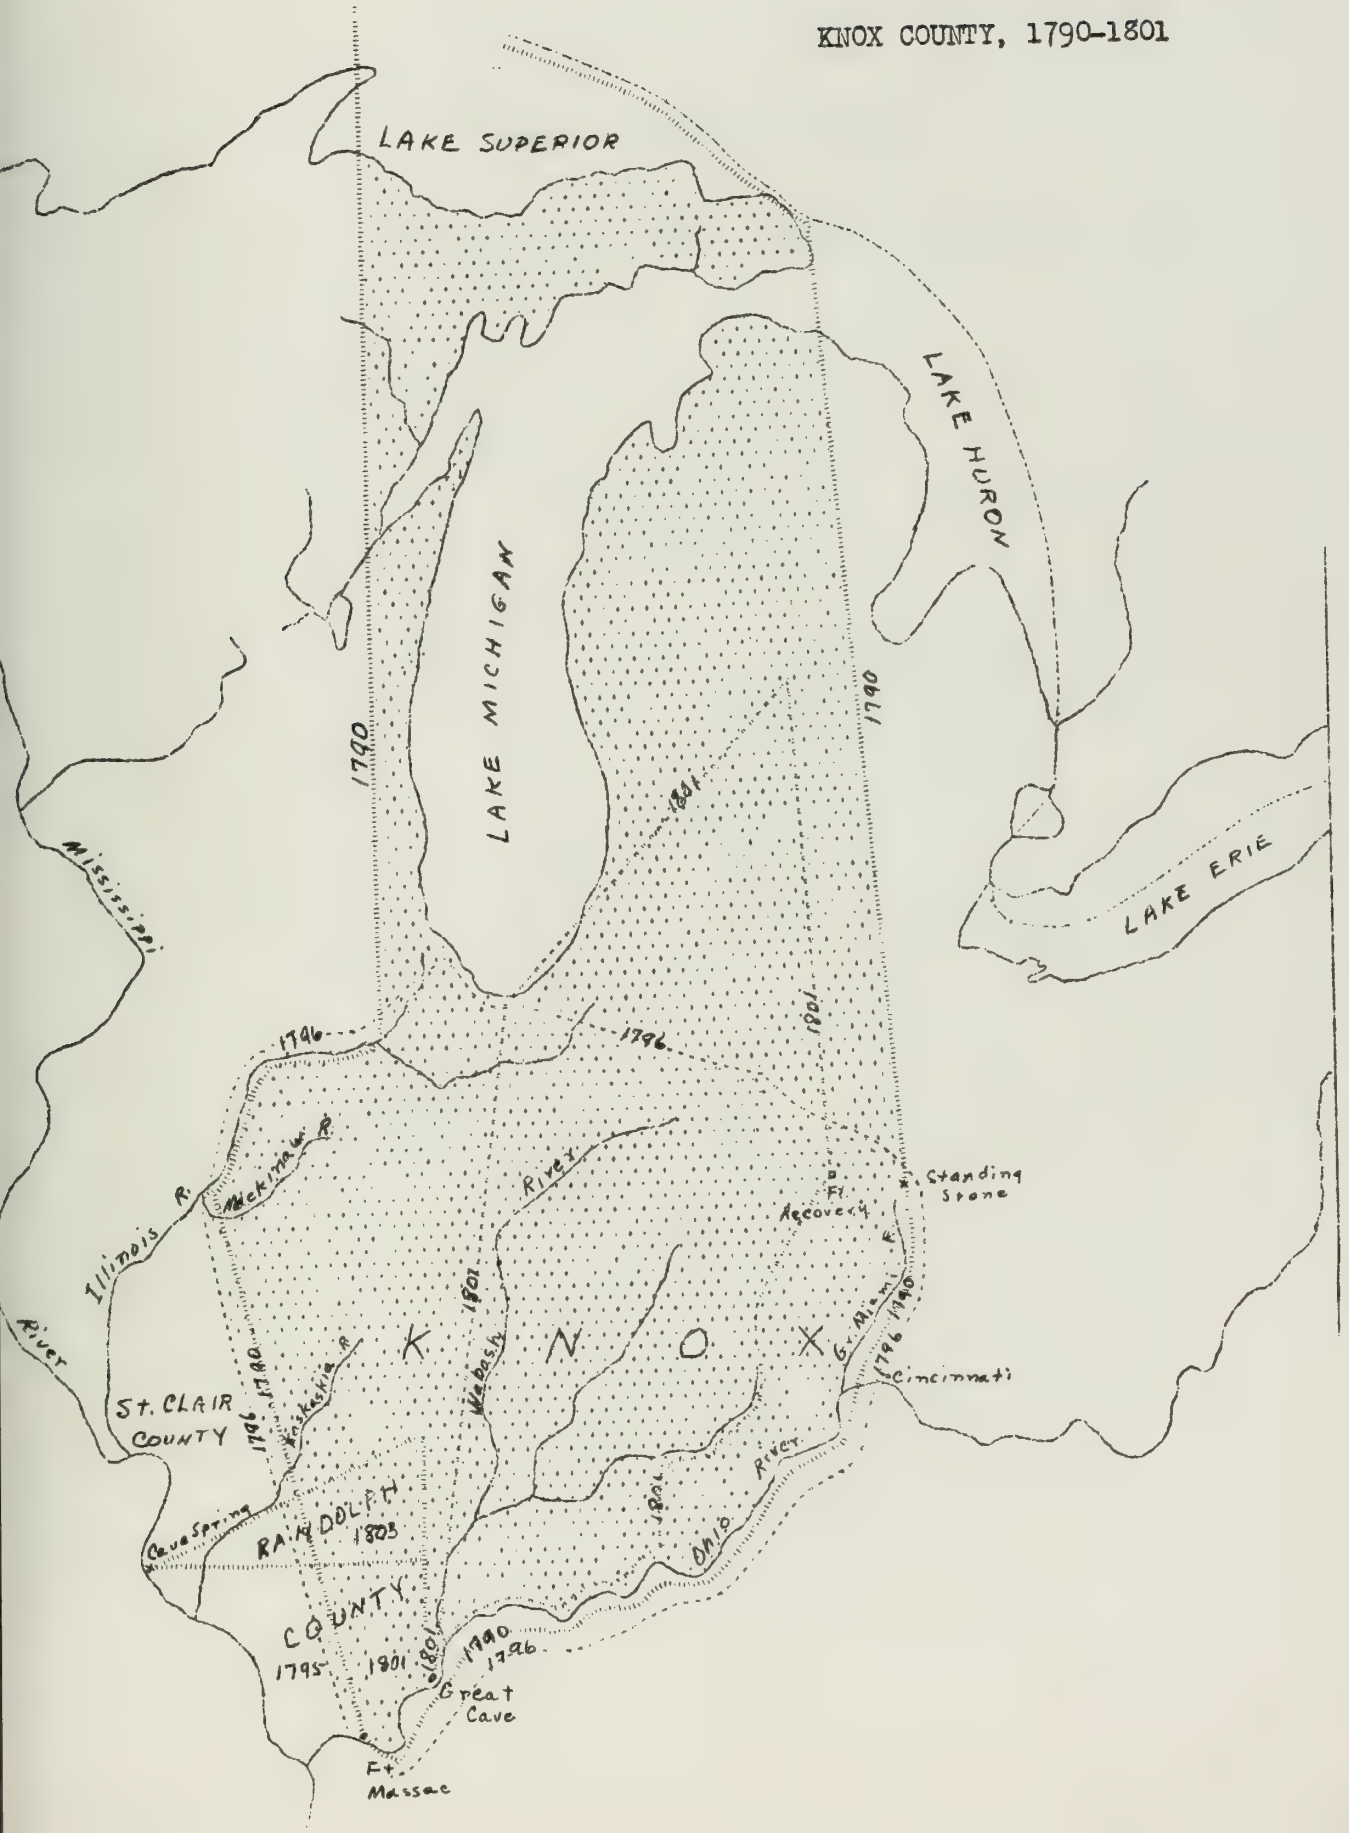 KNOX COUNTY, 1790-1801
LAKE SUPERIOR
LAKE HURON
LAKE MICHIGAN
1790
1790
1801
Mississippi
LAKE ERIE
1796
1796
1801
Mackinaw R.
River
Standing
Stone
Ft
Recovery
R.
Illinois
River
1801
Wabash
K N O X
Gr. Miami R.
1790
1796
Cincinnati
St. CLAIR
COUNTY
1790
1796
Kaskaskia R
Cave Spring
RANDOLPH
1803
COUNTY
1795
1801
1801
River
Ohio
1801
1790
1796
Great
Cave
Ft
Massac